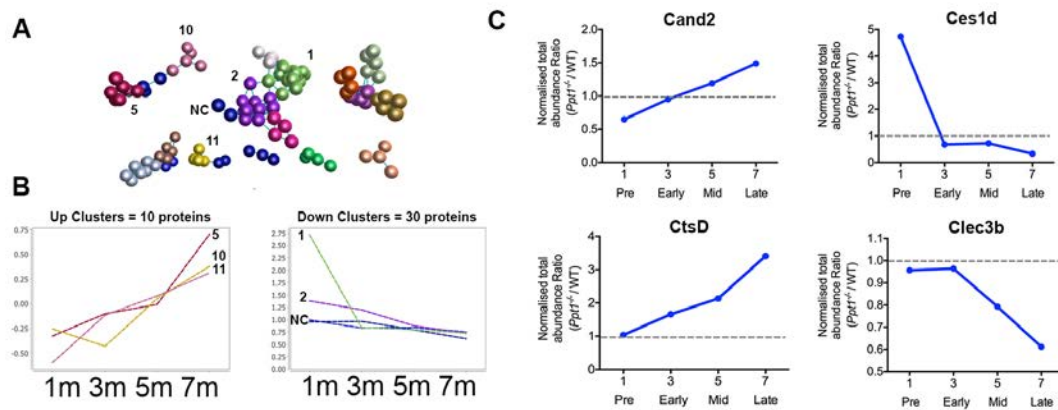 A
10
1
2
5
NC
11
B
Up Clusters = 10 proteins
0.75
0.50
0.25
0.00
-0.25
-0.50
5
10
11
1m 3m 5m 7m
Down Clusters = 30 proteins
2.75
2.50
2.25
2.00
1.75
1.50
1.25
1.00
0.75
0.50
0.25
0.00
1
2
NC
1m 3m 5m 7m
C
Cand2
Normalised total
abundance Ratio
(Ppt1-/- / WT)
2.0
1.5
1.0
0.5
0.0
1 3 5 7
Pre Early Mid Late
Ces1d
Normalised total
abundance Ratio
(Ppt1-/- / WT)
5
4
3
2
1
0
1 3 5 7
Pre Early Mid Late
CtsD
Normalised total
abundance Ratio
(Ppt1-/- / WT)
4
3
2
1
0
1 3 5 7
Pre Early Mid Late
Clec3b
Normalised total
abundance Ratio
(Ppt1-/- / WT)
1.1
1.0
0.9
0.8
0.7
0.6
0.5
1 3 5 7
Pre Early Mid Late